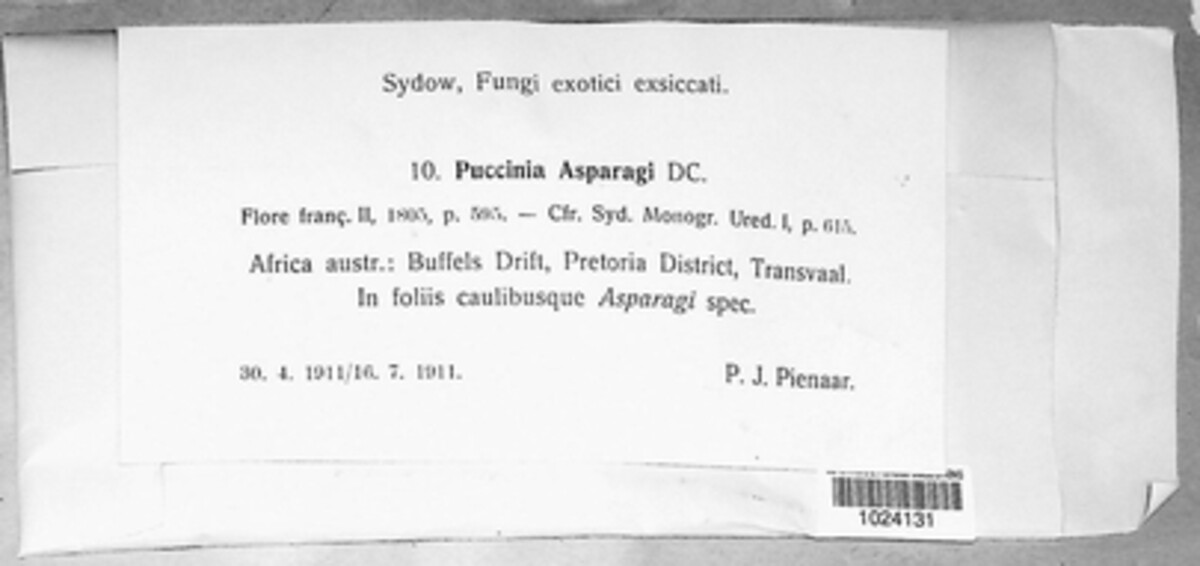 Sydow, Fungi exotici exsiccati.
10. Puccinia Asparagi DC.
Flore franç. II, 1805, p. 595. — Cfr. Syd. Monogr. Ured. I, p. 615.
Africa austr.: Buffels Drift, Pretoria District, Transvaal.
In foliis caulibusque Asparagi spec.
30. 4. 1911/16. 7. 1911.
P. J. Pienaar.
1024131